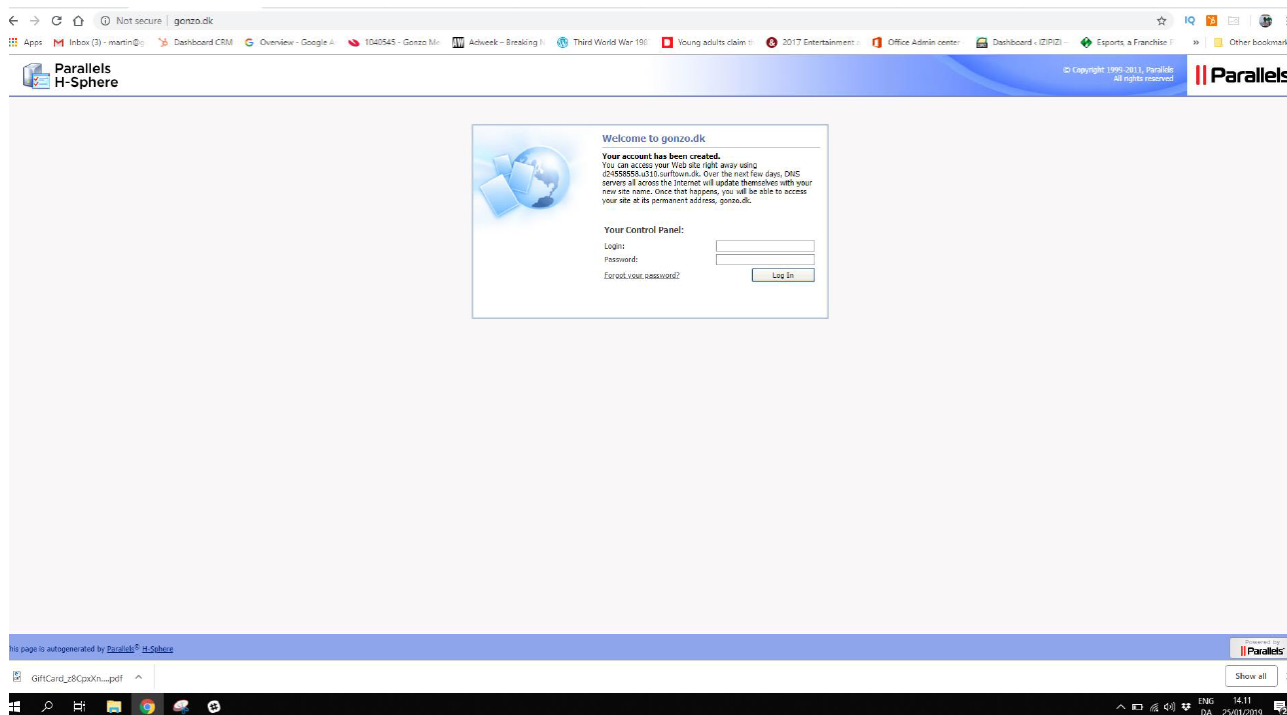 Not secure | gonzo.dk
Apps Inbox (3) - martin@g Dashboard CRM Overview – Google A 1040545 - Gonzo Me Adweek – Breaking N Third World War 198 Young adults claim th 2017 Entertainment Office Admin center Dashboard ‹ IZIPIZI – Esports, a Franchise P » Other bookmark
Parallels
H-Sphere
© Copyright 1999-2011, Parallels
All rights reserved
Parallels
Welcome to gonzo.dk
Your account has been created.
You can access your Web site right away using
d24558558.u310.surftown.dk. Over the next few days, DNS
servers all across the Internet will update themselves with your
new site name. Once that happens, you will be able to access
your site at its permanent address, gonzo.dk.
Your Control Panel:
Login:
Password:
Forgot your password?
Log In
his page is autogenerated by Parallels® H-Sphere
Powered by
Parallels
GiftCard_z8CpxXn....pdf
Show all
ENG
14.11
DA
25/01/2019